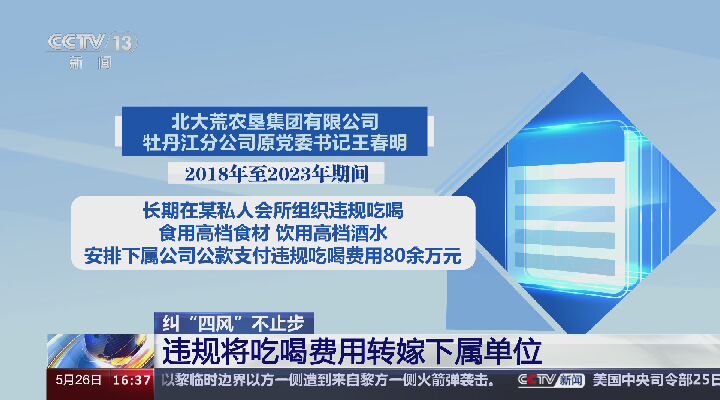 CCTV 13
新闻
北大荒农垦集团有限公司
牡丹江分公司原党委书记王春明
2018年至2023年期间
长期在某私人会所组织违规吃喝
食用高档食材 饮用高档酒水
安排下属公司公款支付违规吃喝费用80余万元
纠“四风”不止步
违规将吃喝费用转嫁下属单位
5月26日 16:37 以黎临时边界以方一侧遭到来自黎方一侧火箭弹袭击。 CCTV 新闻 美国中央司令部25日